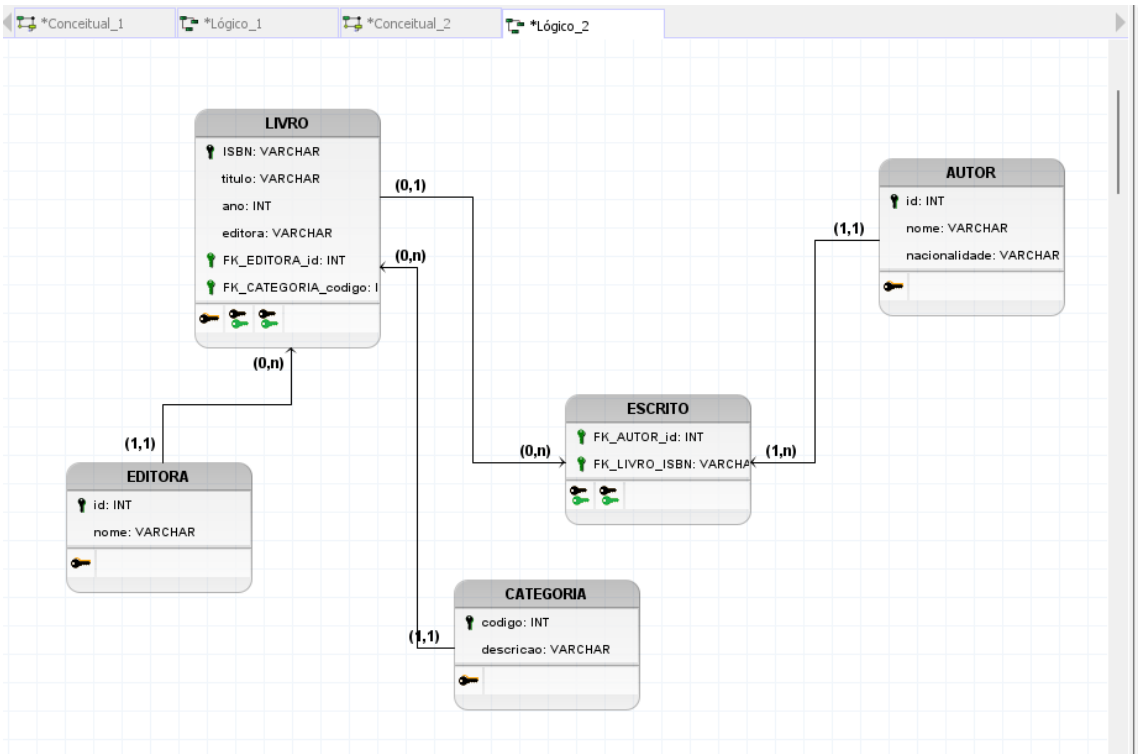 *Conceitual_1
*Lógico_1
*Conceitual_2
*Lógico_2
LIVRO
ISBN: VARCHAR
titulo: VARCHAR
ano: INT
editora: VARCHAR
FK_EDITORA_id: INT
FK_CATEGORIA_codigo: I
(0,1)
(0,n)
(0,n)
AUTOR
id: INT
nome: VARCHAR
nacionalidade: VARCHAR
(1,1)
ESCRITO
FK_AUTOR_id: INT
FK_LIVRO_ISBN: VARCHA
(0,n)
(1,n)
(1,1)
EDITORA
id: INT
nome: VARCHAR
CATEGORIA
codigo: INT
descricao: VARCHAR
(1,1)